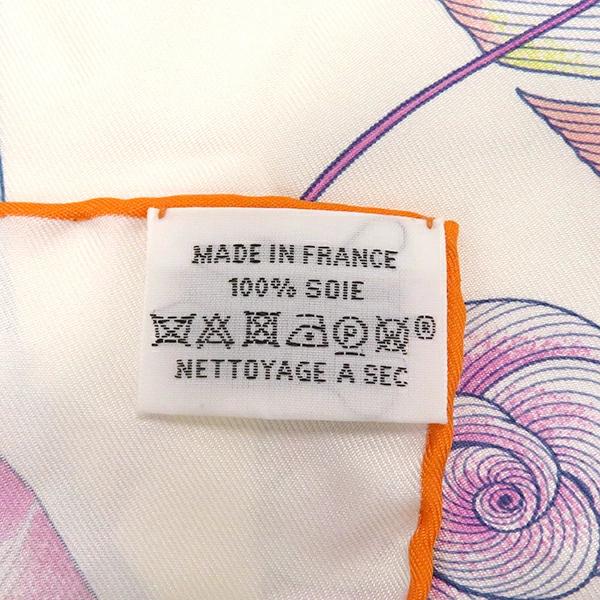 MADE IN FRANCE
100% SOIE
P W ®
NETTOYAGE A SEC